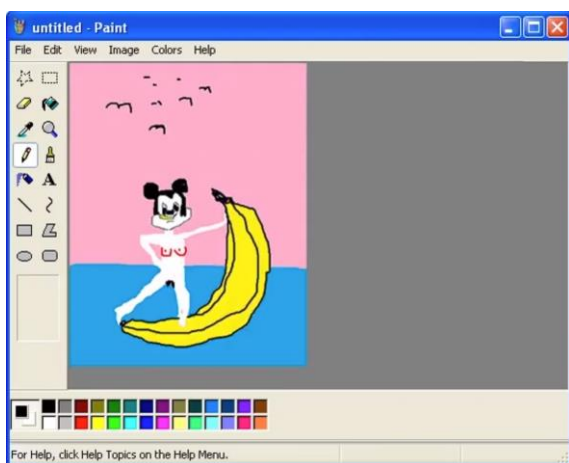 untitled - Paint
File Edit View Image Colors Help
A
For Help, click Help Topics on the Help Menu.